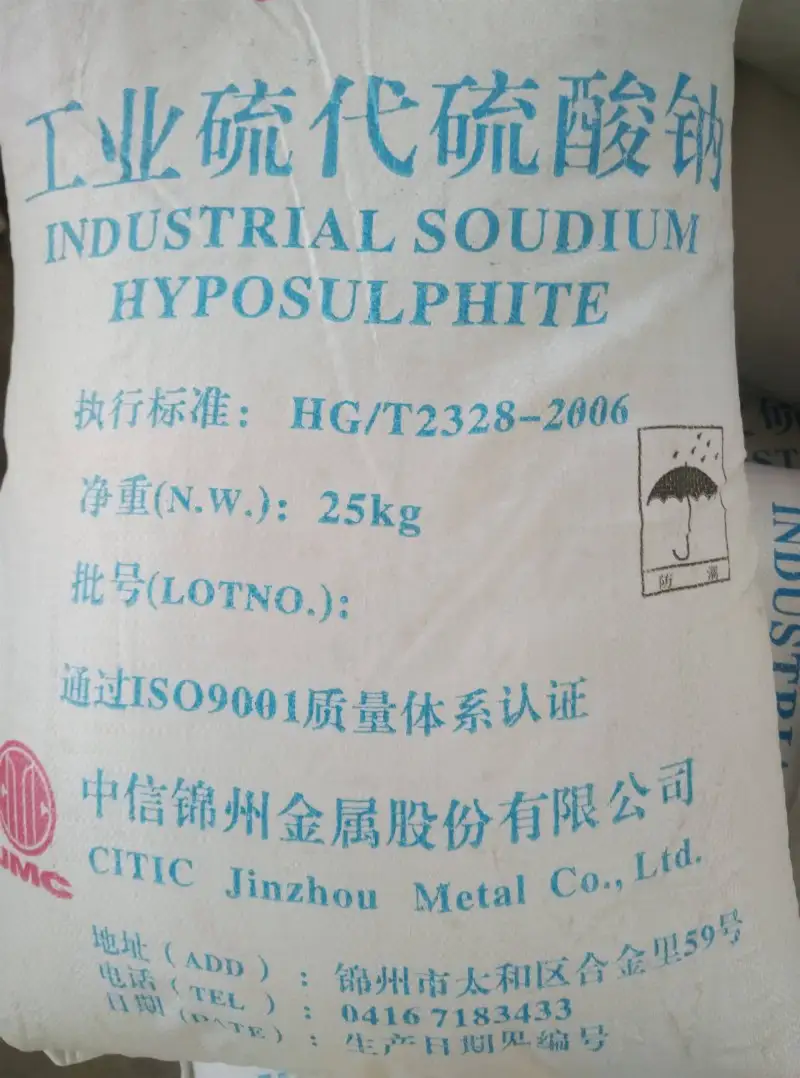 工业硫代硫酸钠
INDUSTRIAL SOUDIUM
HYPOSULPHITE
执行标准：HG/T2328-2006
净重(N.W.)：25kg
批号(LOTNO.)：
防 潮
通过ISO9001质量体系认证
JMC
中信锦州金属股份有限公司
CITIC Jinzhou Metal Co., Ltd.
地址（ADD）：锦州市太和区合金里59号
电话（TEL）：0416 7183433
日期（DATE）：生产日期见编号
INDUSTRI